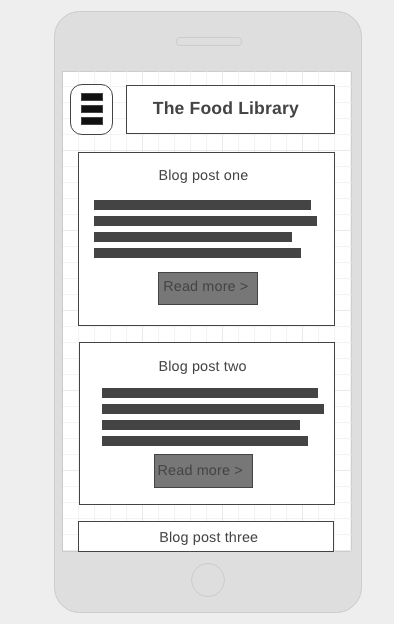 The Food Library
Blog post one
Read more >
Blog post two
Read more >
Blog post three